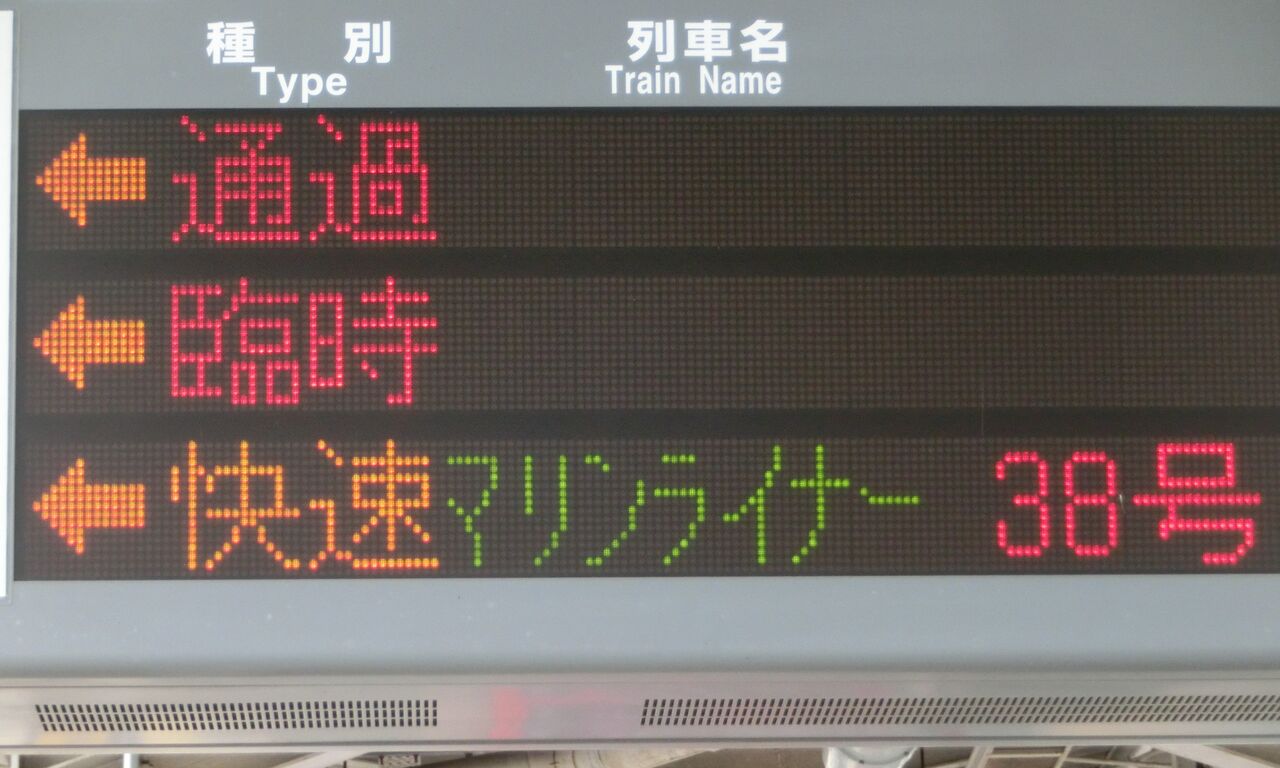 種別 列車名
Type Train Name
← 通過
← 臨時
← 快速 マリンライナー 38号